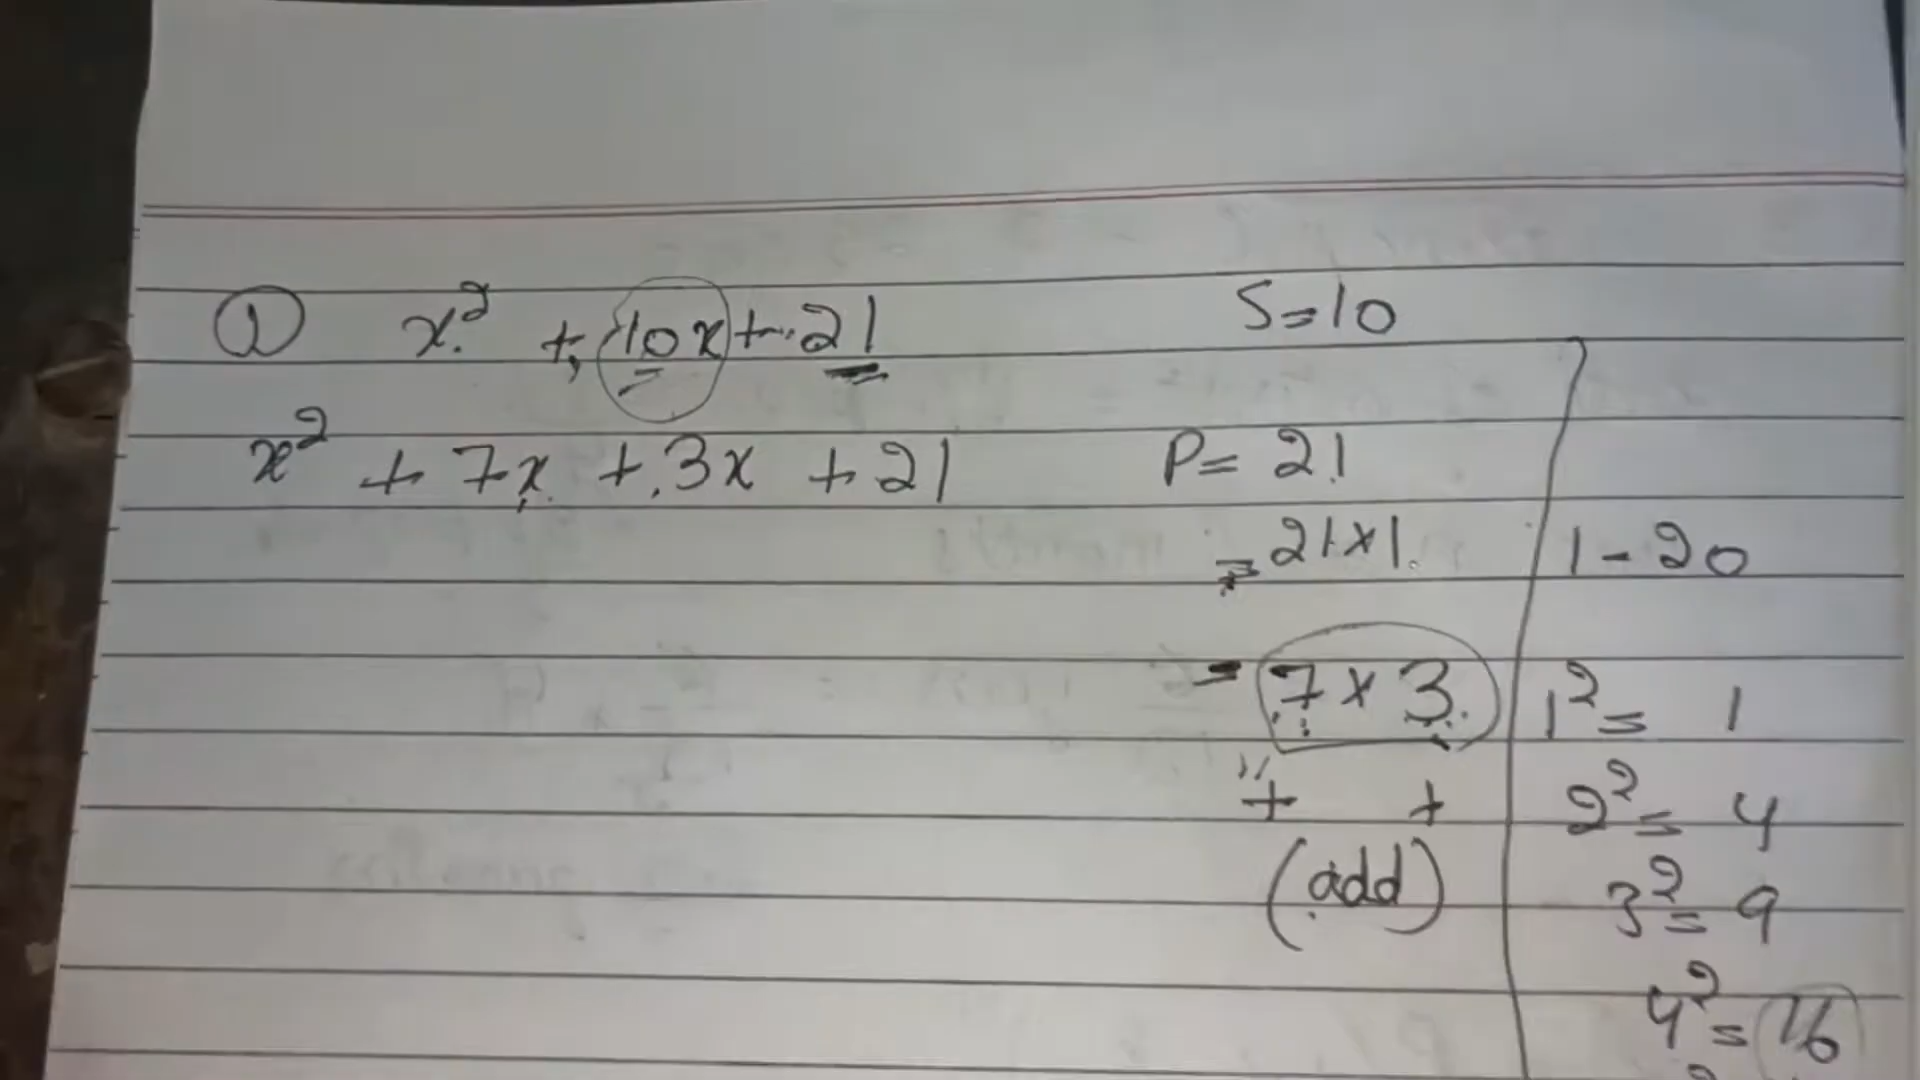 ① x² + 10x + 21
x² + 7x + 3x + 21
S = 10
P = 21
= 21 × 1
= 7 × 3
+ +
(add)
1 - 20
1² = 1
2² = 4
3² = 9
4² = 16